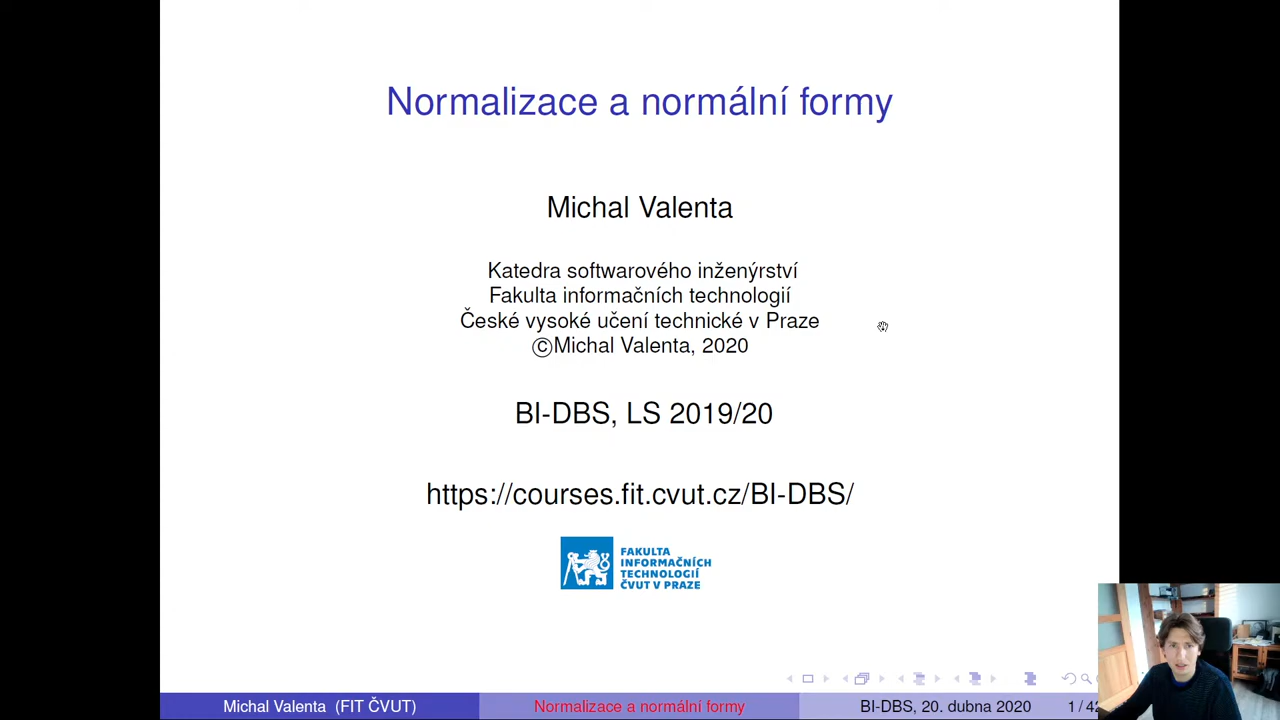 Normalizace a normální formy
Michal Valenta
Katedra softwarového inženýrství
Fakulta informačních technologií
České vysoké učení technické v Praze
©Michal Valenta, 2020
BI-DBS, LS 2019/20
https://courses.fit.cvut.cz/BI-DBS/
FAKULTA
INFORMAČNÍCH
TECHNOLOGIÍ
ČVUT V PRAZE
Michal Valenta (FIT ČVUT)
Normalizace a normální formy
BI-DBS, 20. dubna 2020
1 / 42